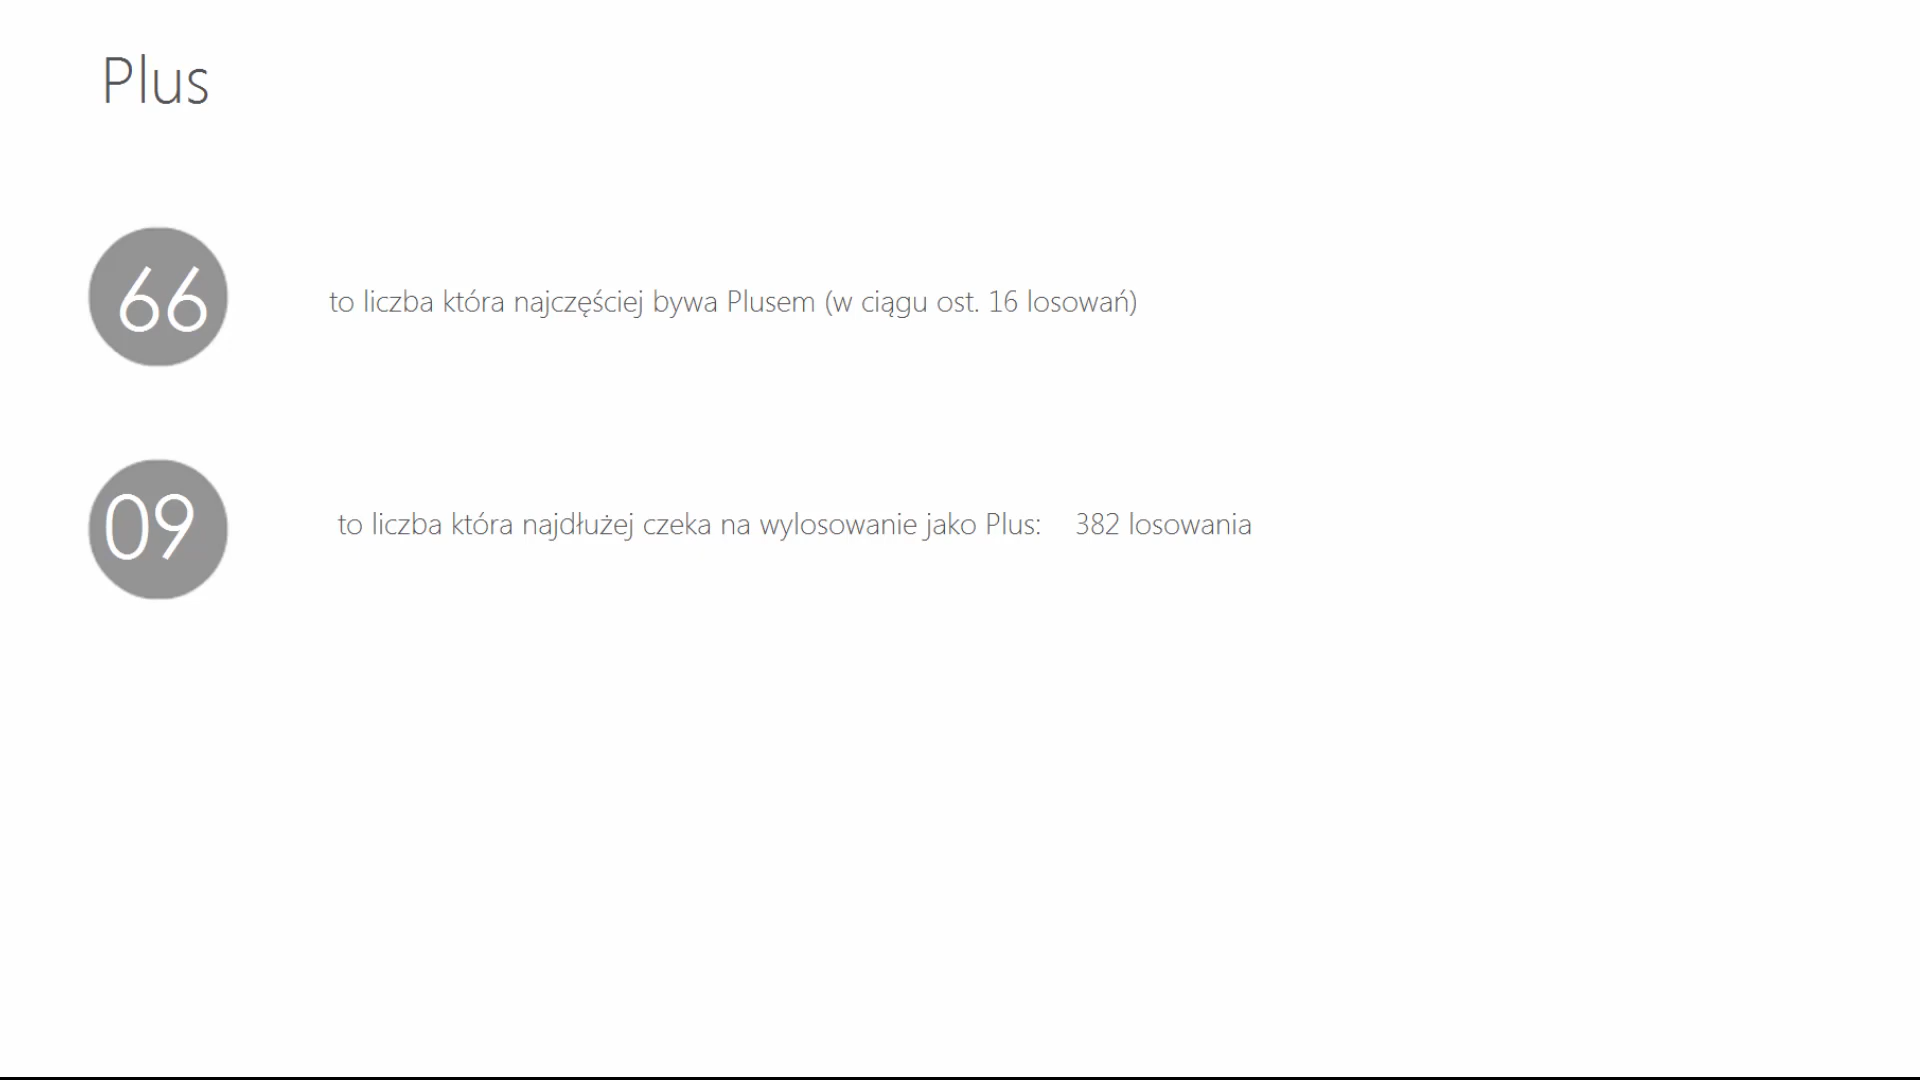 Plus
66
to liczba która najczęściej bywa Plusem (w ciągu ost. 16 losowań)
09
to liczba która najdłużej czeka na wylosowanie jako Plus: 382 losowania